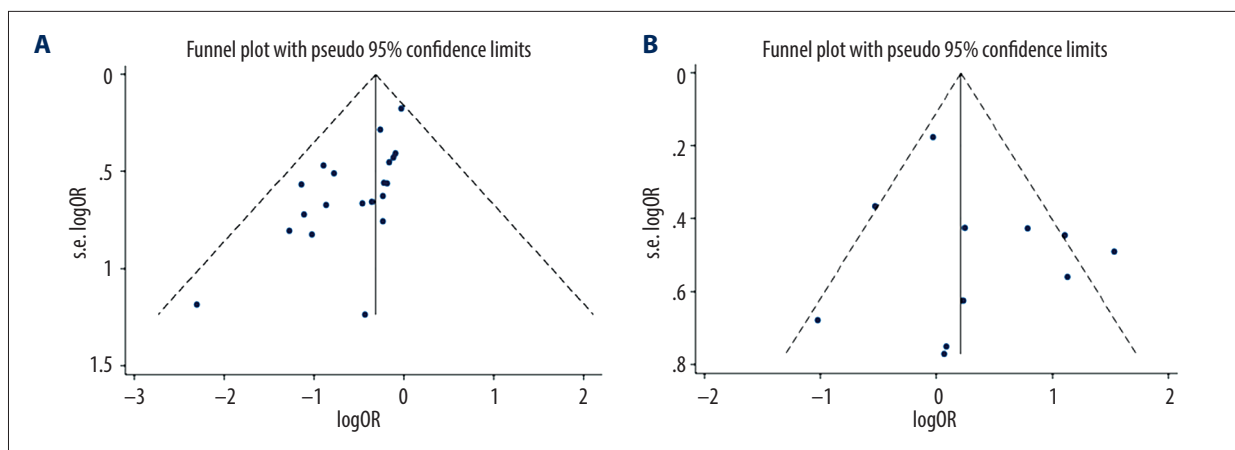 A
Funnel plot with pseudo 95% confidence limits
s.e. logOR
0
.5
1
1.5
−3
−2
−1
0
1
2
logOR
B
Funnel plot with pseudo 95% confidence limits
s.e. logOR
0
.2
.4
.6
.8
−2
−1
0
1
2
logOR